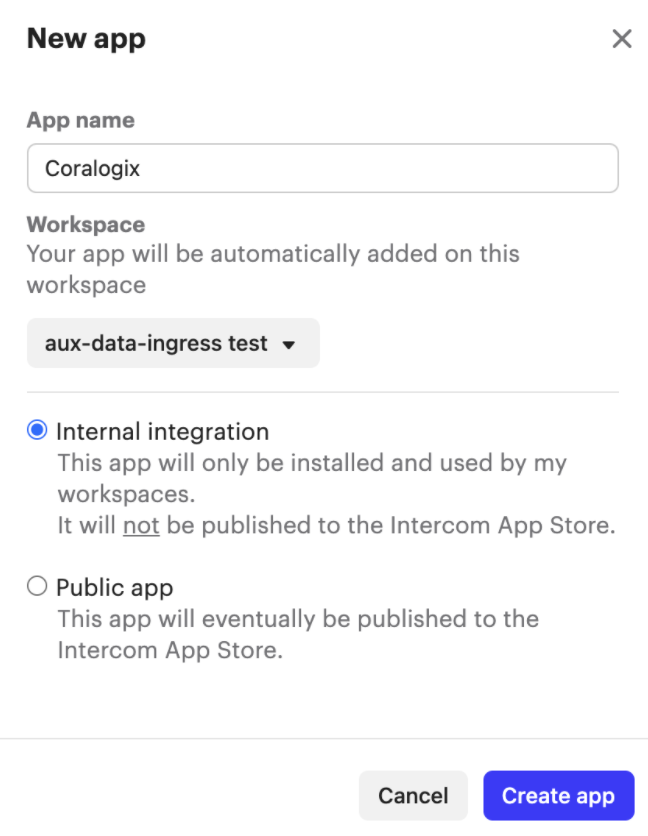 New app
App name
Coralogix
Workspace
Your app will be automatically added on this
workspace
aux-data-ingress test
Internal integration
This app will only be installed and used by my
workspaces.
It will not be published to the Intercom App Store.
Public app
This app will eventually be published to the
Intercom App Store.
Cancel
Create app